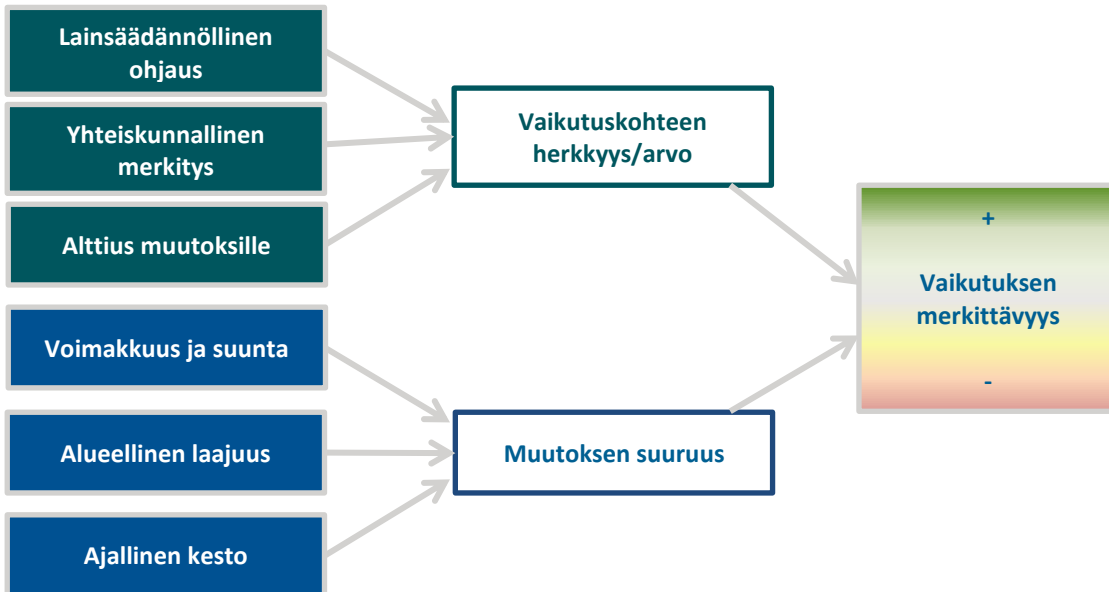 Lainsäädännöllinen
ohjaus
Yhteiskunnallinen
merkitys
Alttius muutoksille
Voimakkuus ja suunta
Alueellinen laajuus
Ajallinen kesto
Vaikutuskohteen
herkkyys/arvo
Muutoksen suuruus
+
Vaikutuksen
merkittävyys
-